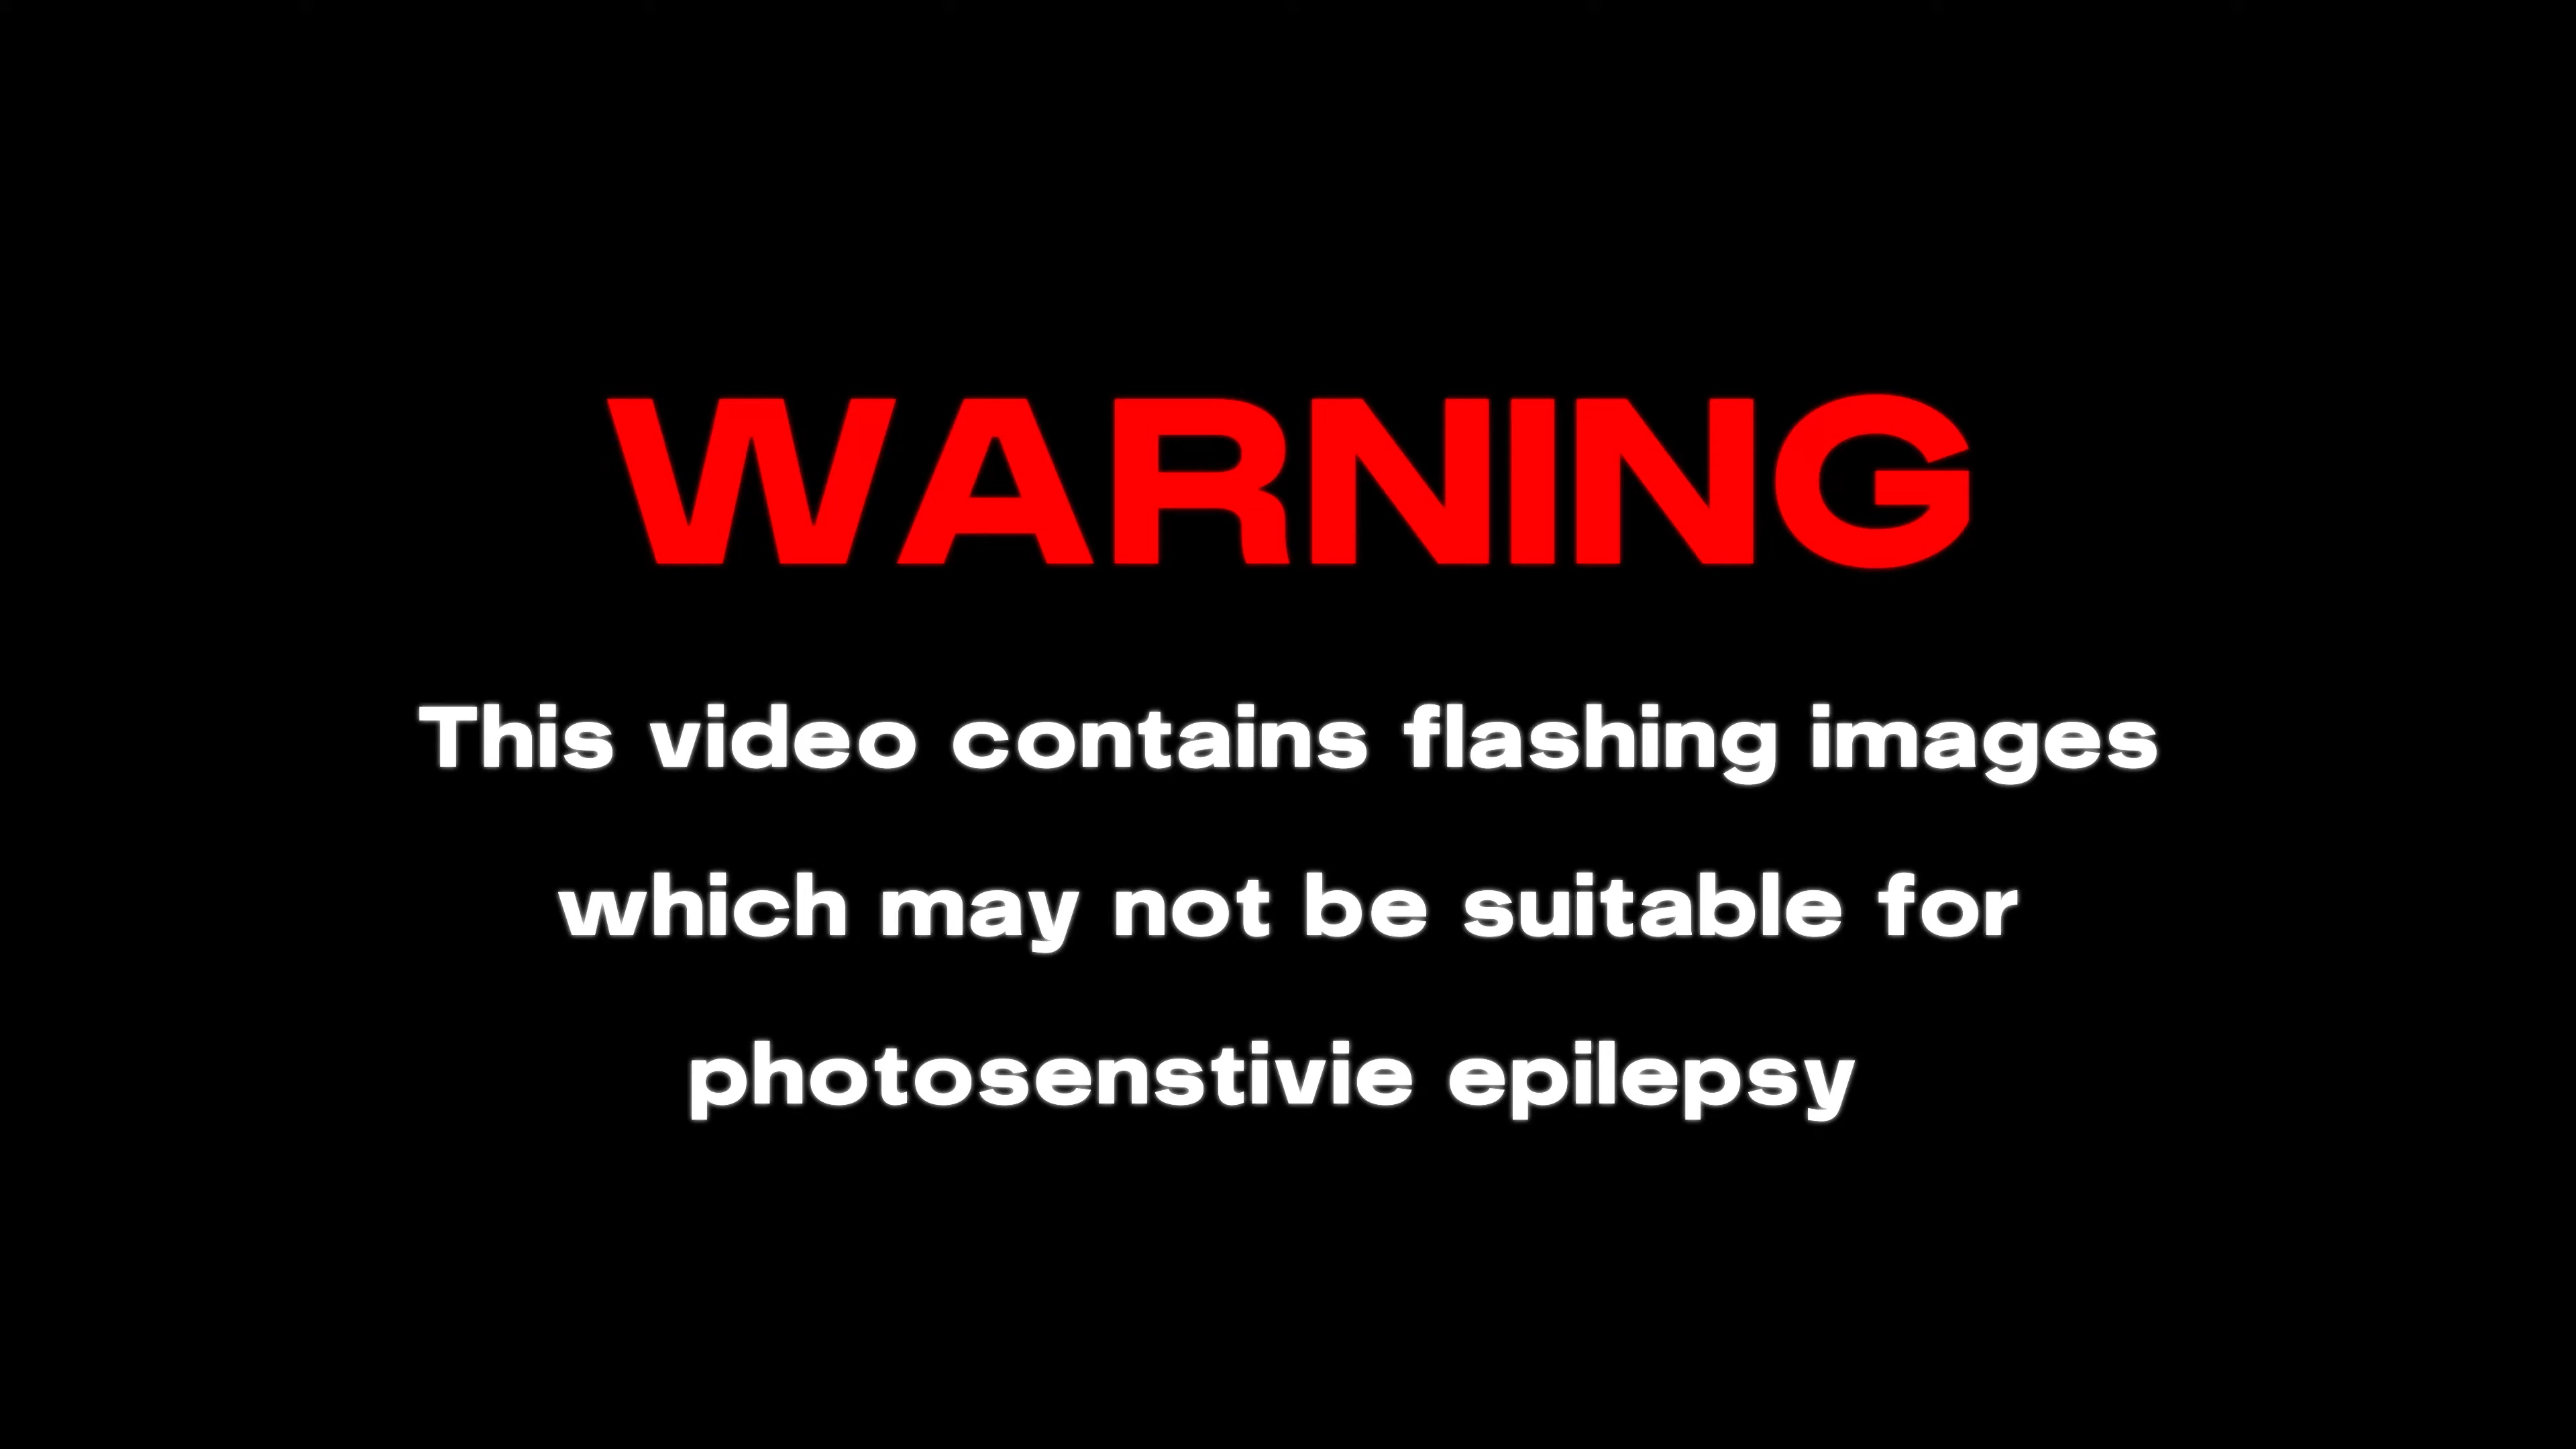 WARNING
This video contains flashing images
which may not be suitable for
photosenstivie epilepsy